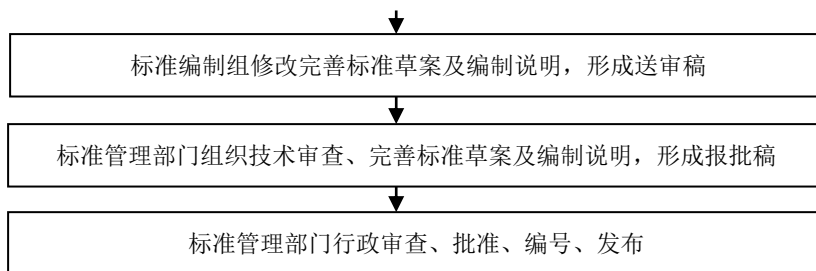 标准编制组修改完善标准草案及编制说明，形成送审稿
标准管理部门组织技术审查、完善标准草案及编制说明，形成报批稿
标准管理部门行政审查、批准、编号、发布